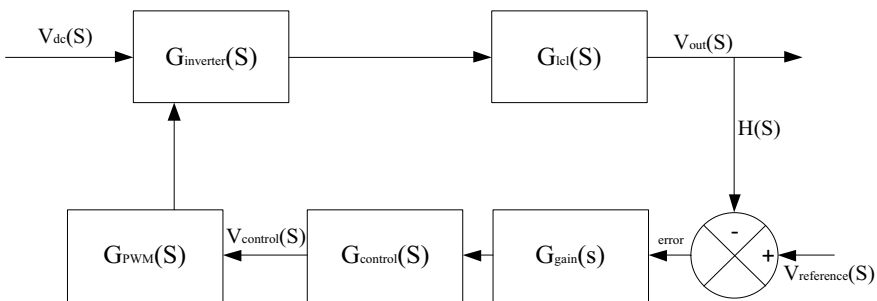 Vdc(S)
Ginverter(S)
Glcl(S)
Vout(S)
H(S)
GPWM(S)
Vcontrol(S)
Gcontrol(S)
Ggain(s)
error
-
+
Vreference(S)